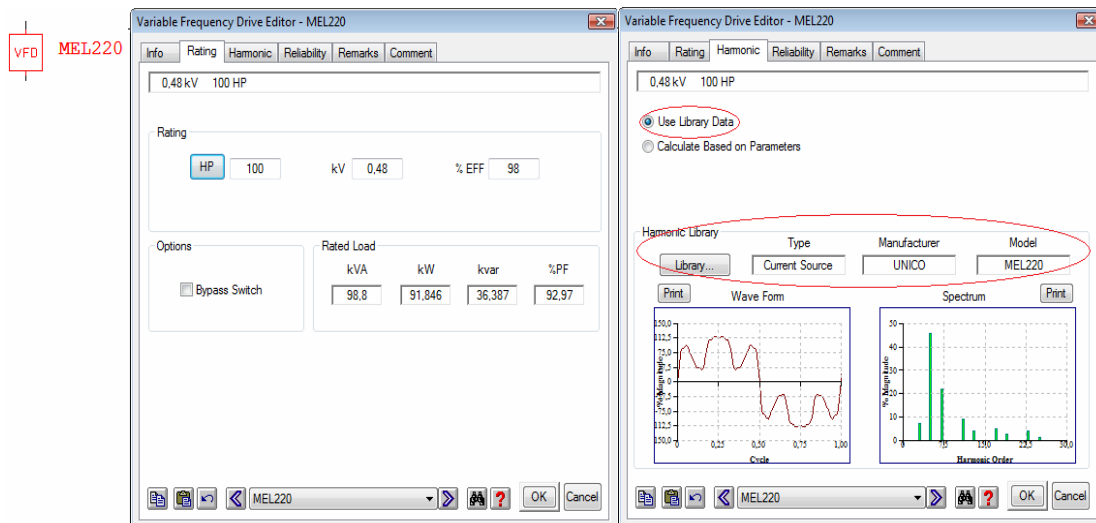 VFD MEL220
Variable Frequency Drive Editor - MEL220
Info Rating Harmonic Reliability Remarks Comment
0,48 kV 100 HP
Rating
HP 100 kV 0,48 % EFF 98
Options
Bypass Switch
Rated Load
kVA kW kvar %PF
98,8 91,846 36,387 92,97
MEL220
OK Cancel
Variable Frequency Drive Editor - MEL220
Info Rating Harmonic Reliability Remarks Comment
0,48 kV 100 HP
Use Library Data
Calculate Based on Parameters
Harmonic Library
Type Manufacturer Model
Library... Current Source UNICO MEL220
Print Wave Form
150,0
112,5
75,0
37,5
0
37,5
75,0
112,5
150,0
% Magnitude
0 0,25 0,50 0,75 1,00
Cycle
Spectrum Print
50
40
30
20
10
0
% Magnitude
7,5 15,0 22,5 30,0
Harmonic Order
MEL220
OK Cancel